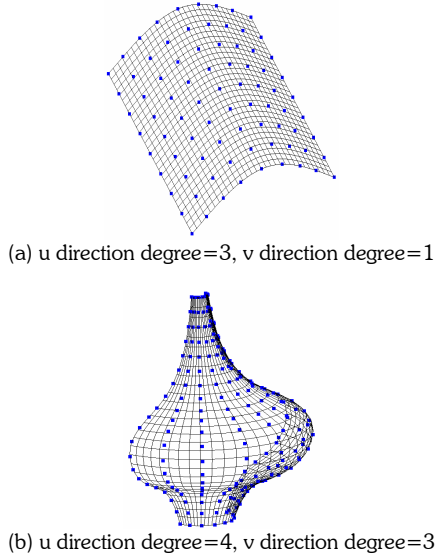 (a) u direction degree=3, v direction degree=1
(b) u direction degree=4, v direction degree=3